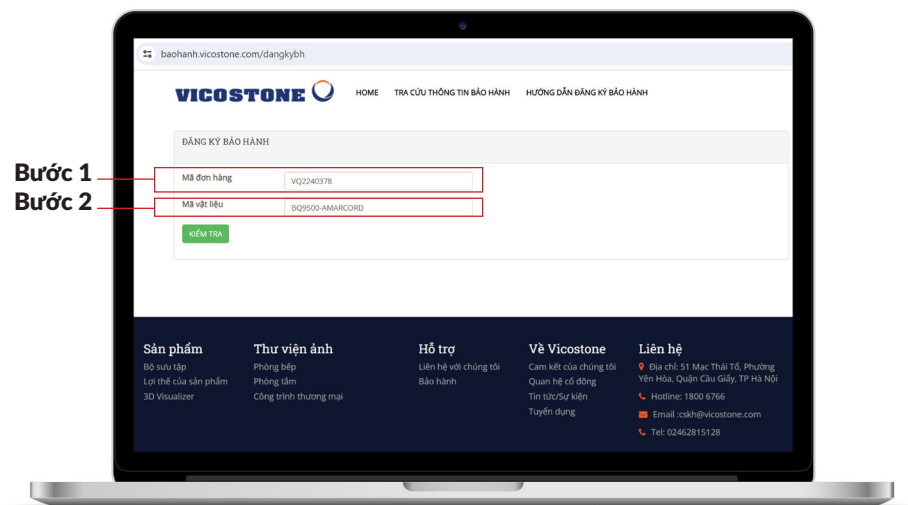 baohanh.vicostone.com/dangkybh
VICOSTONE
HOME TRA CỨU THÔNG TIN BẢO HÀNH HƯỚNG DẪN ĐĂNG KÝ BẢO HÀNH
ĐĂNG KÝ BẢO HÀNH
Bước 1
Mã đơn hàng
VQ2240378
Bước 2
Mã vật liệu
BQ9500-AMARCORD
KIỂM TRA
Sản phẩm
Bộ sưu tập
Lợi thế của sản phẩm
3D Visualizer
Thư viện ảnh
Phòng bếp
Phòng tắm
Công trình thương mại
Hỗ trợ
Liên hệ với chúng tôi
Bảo hành
Về Vicostone
Cam kết của chúng tôi
Quan hệ cổ đông
Tin tức/Sự kiện
Tuyển dụng
Liên hệ
Địa chỉ: 51 Mạc Thái Tổ, Phường
Yên Hòa, Quận Cầu Giấy, TP Hà Nội
Hotline: 1800 6766
Email :cskh@vicostone.com
Tel: 02462815128